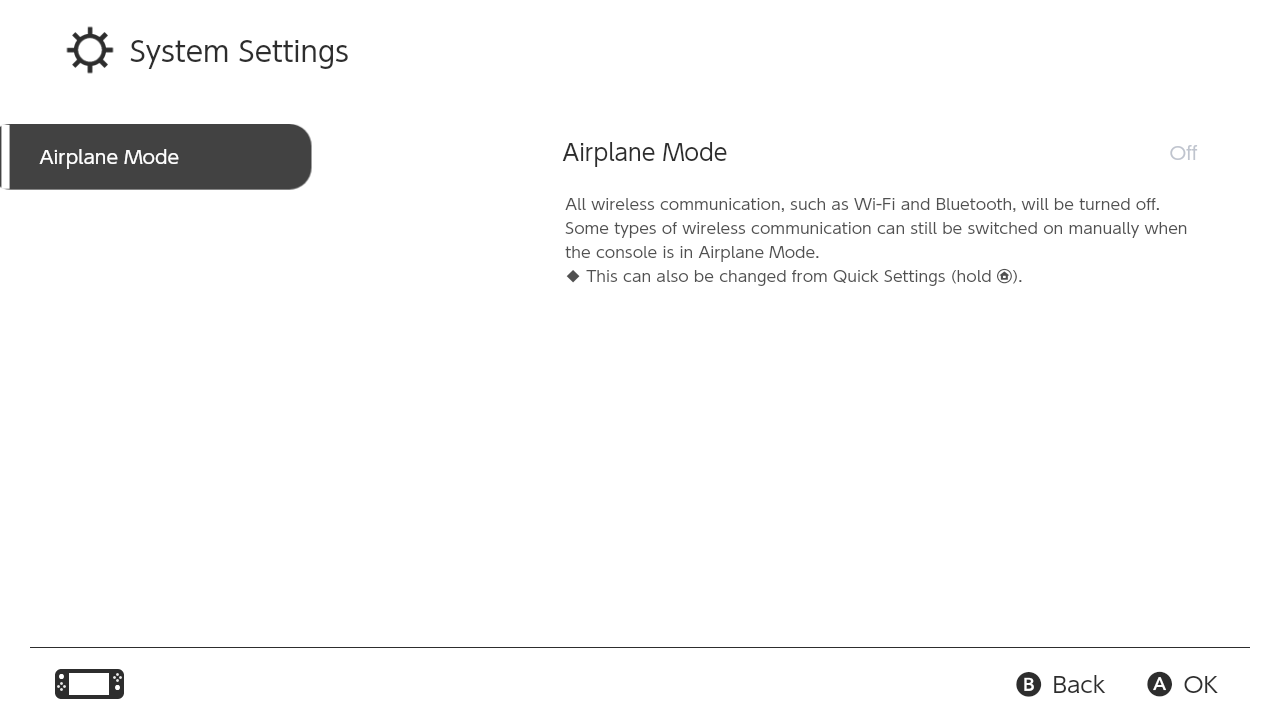 System Settings
Airplane Mode
Airplane Mode
Off
All wireless communication, such as Wi-Fi and Bluetooth, will be turned off.
Some types of wireless communication can still be switched on manually when
the console is in Airplane Mode.
◆ This can also be changed from Quick Settings (hold ).
B Back
A OK